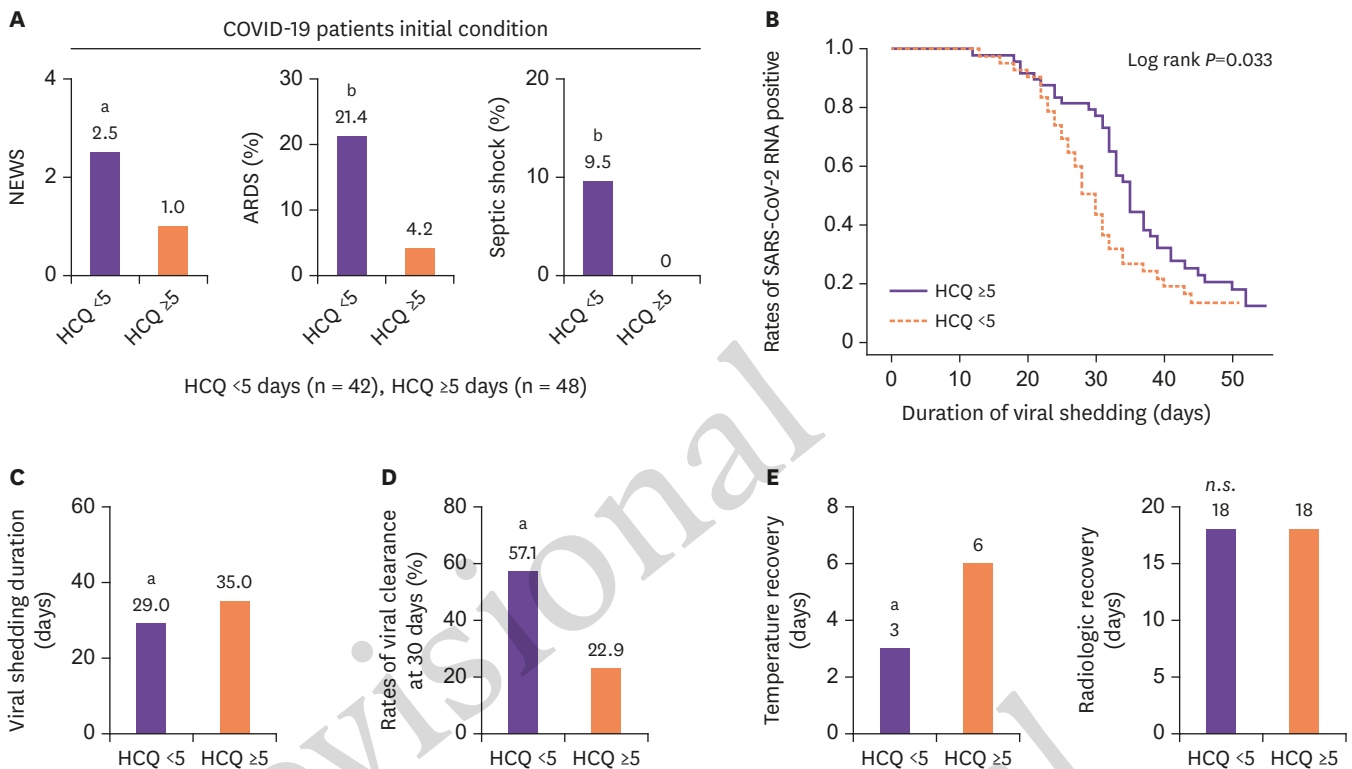 A
COVID-19 patients initial condition
NEWS
4
2
0
a
2.5
1.0
HCQ <5
HCQ ≥5
ARDS (%)
30
20
10
0
b
21.4
4.2
HCQ <5
HCQ ≥5
Septic shock (%)
20
10
0
b
9.5
0
HCQ <5
HCQ ≥5
HCQ <5 days (n = 42), HCQ ≥5 days (n = 48)
B
Rates of SARS-CoV-2 RNA positive
1.0
0.8
0.6
0.4
0.2
0
Log rank P=0.033
HCQ ≥5
HCQ <5
0 10 20 30 40 50
Duration of viral shedding (days)
C
Viral shedding duration
(days)
60
40
20
0
a
29.0
35.0
HCQ <5 HCQ ≥5
D
Rates of viral clearance
at 30 days (%)
80
60
40
20
0
a
57.1
22.9
HCQ <5 HCQ ≥5
E
Temperature recovery
(days)
8
6
4
2
0
a
3
6
HCQ <5 HCQ ≥5
Radiologic recovery
(days)
20
15
10
5
0
n.s.
18
18
HCQ <5 HCQ ≥5